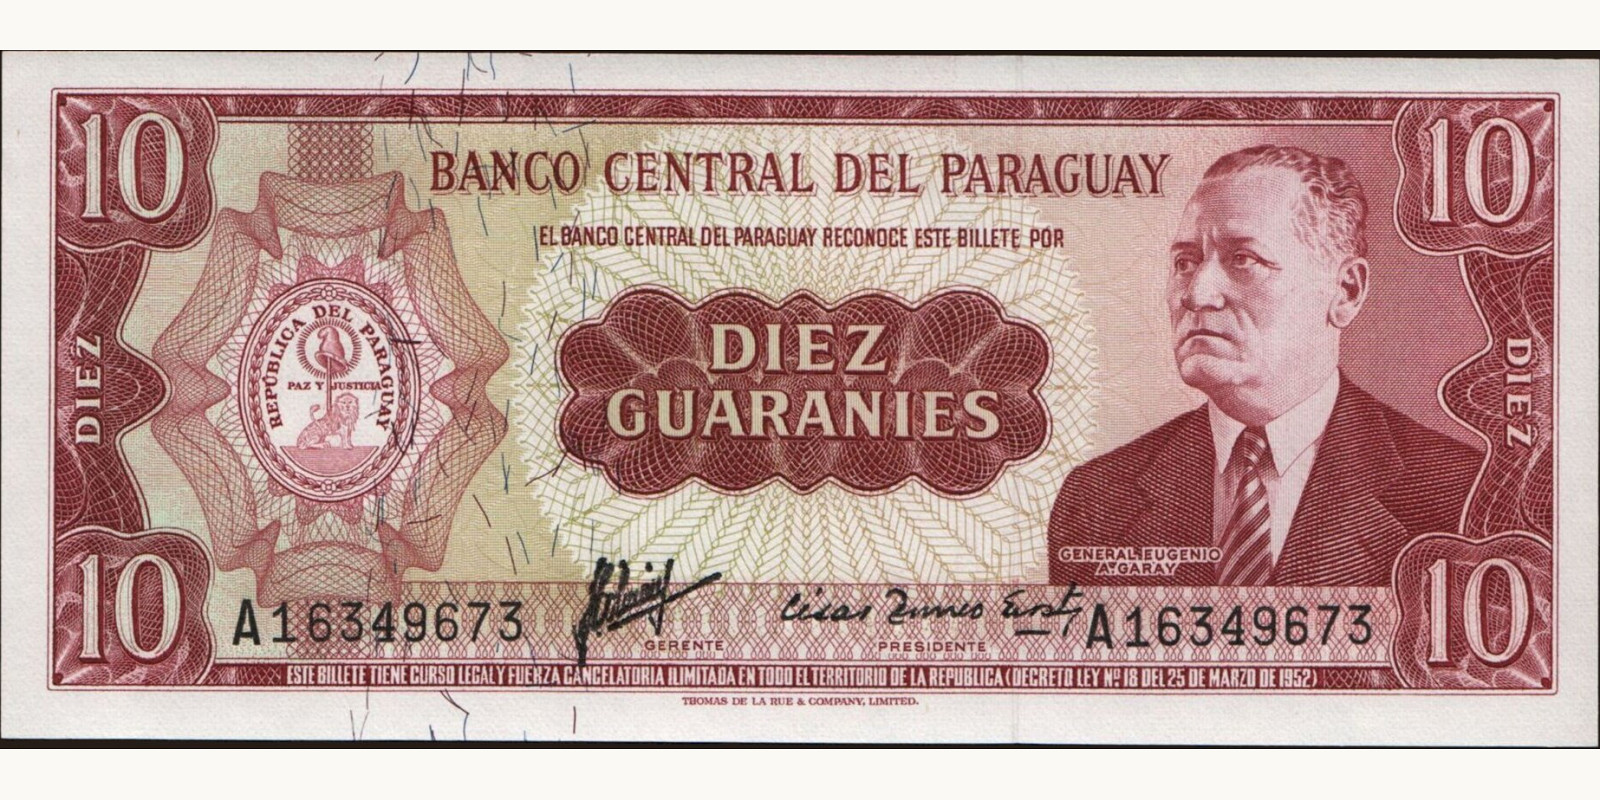 10
10
BANCO CENTRAL DEL PARAGUAY
EL BANCO CENTRAL DEL PARAGUAY RECONOCE ESTE BILLETE POR
REPÚBLICA DEL PARAGUAY
PAZ Y JUSTICIA
DIEZ
DIEZ
GUARANIES
DIEZ
GENERAL EUGENIO
A. GARAY
10
10
A16349673
GERENTE
PRESIDENTE
A16349673
ESTE BILLETE TIENE CURSO LEGAL Y FUERZA CANCELATORIA ILIMITADA EN TODO EL TERRITORIO DE LA REPUBLICA (DECRETO LEY Nº 18 DEL 25 DE MARZO DE 1952)
THOMAS DE LA RUE & COMPANY, LIMITED.